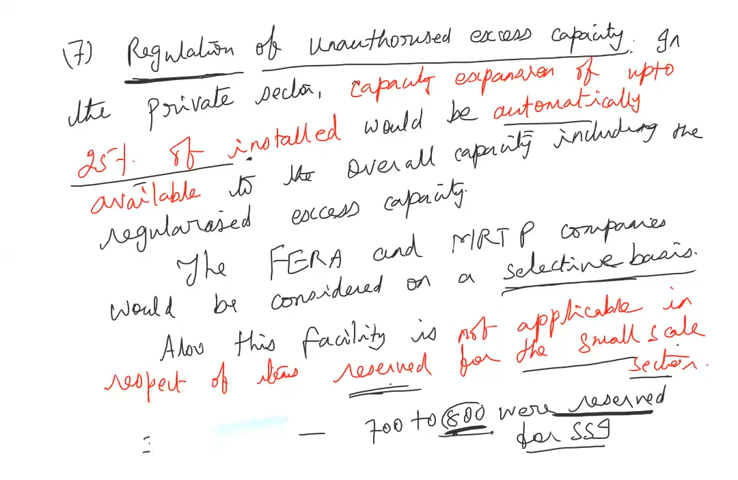 (7) Regulation of unauthorused excess capacity. In
the private sector, capacity expansion of upto
25% of installed would be automatically
available to the overall capacity including the
regularised excess capacity.
The FERA and MRTP companies
would be considered on a selective basis.
Also this facility is not applicable in
respect of items reserved for the small scale
section.
— 700 to 800 were reserved
for SSI